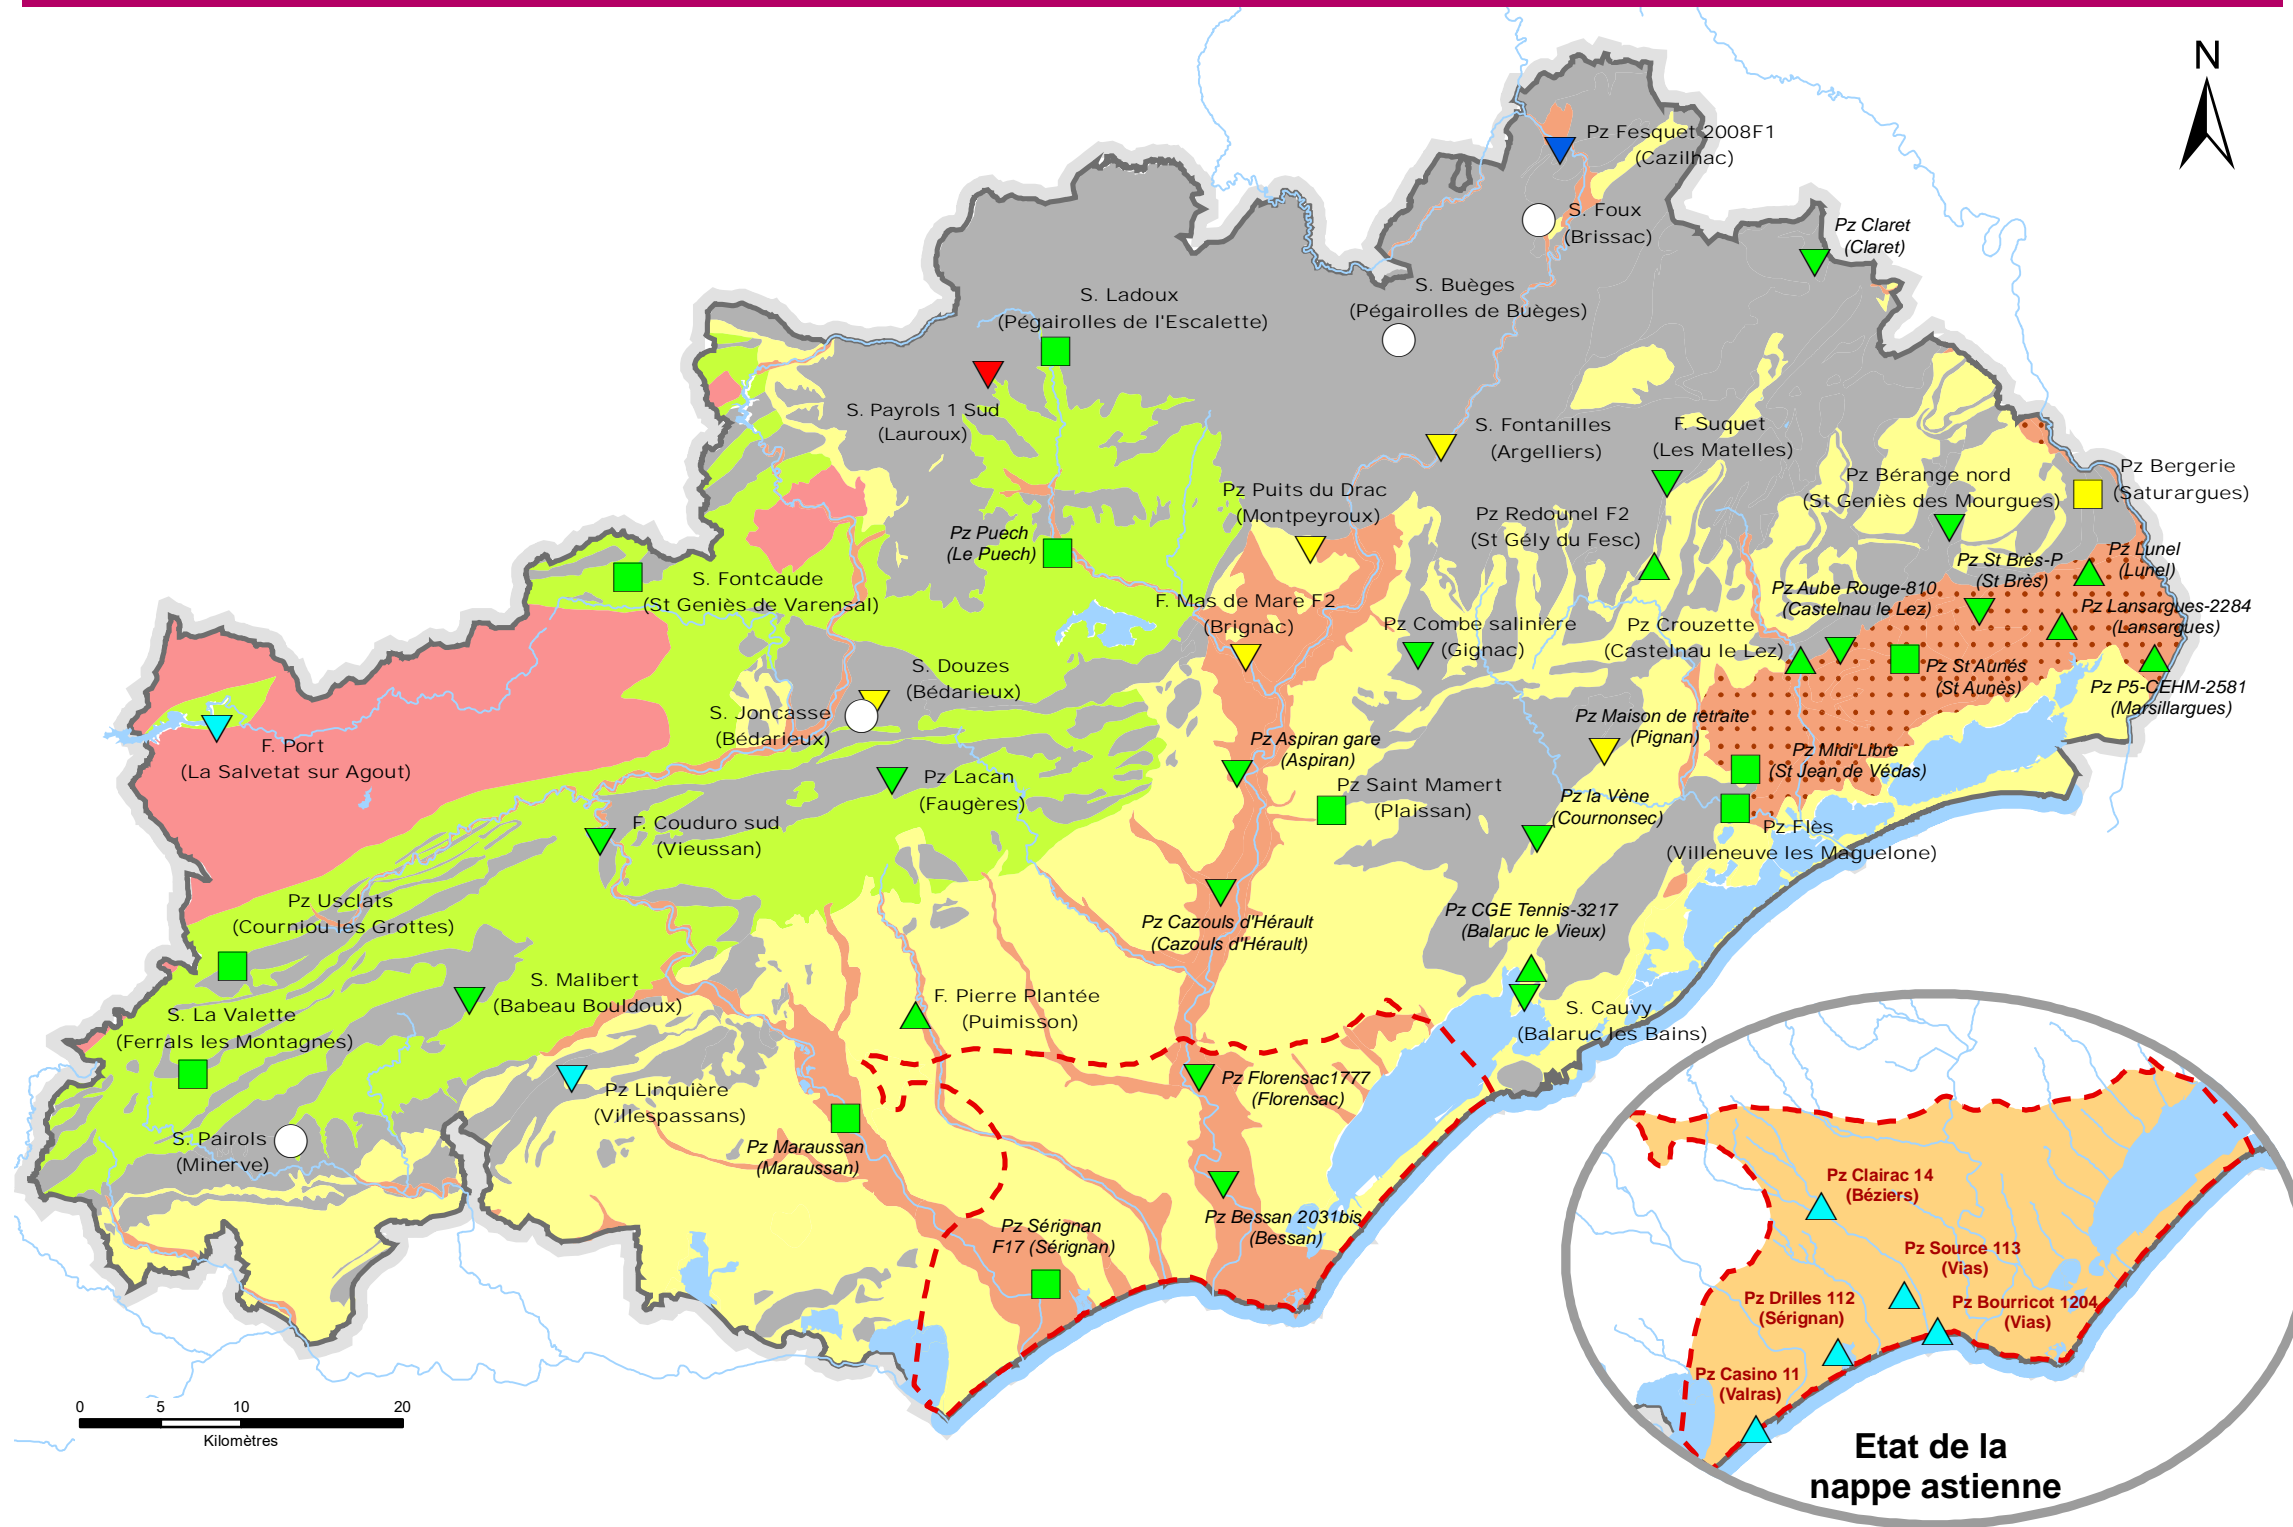 N
Pz Fesquet 2008F1
(Cazilhac)
S. Foux
(Brissac)
Pz Claret
(Claret)
S. Buèges
(Pégairolles de Buèges)
S. Ladoux
(Pégairolles de l'Escalette)
S. Payrols 1 Sud
(Lauroux)
S. Fontanilles
(Argelliers)
F. Suquet
(Les Matelles)
Pz Bérange nord
(St Geniès des Mourgues)
Pz Bergerie
(Saturargues)
Pz Puits du Drac
(Montpeyroux)
Pz Redounel F2
(St Gély du Fesc)
Pz Puech
(Le Puech)
Pz St Brès-P
(St Brès)
Pz Lunel
(Lunel)
S. Fontcaude
(St Geniès de Varensal)
Pz Aube Rouge-810
(Castelnau le Lez)
F. Mas de Mare F2
(Brignac)
Pz Combe salinière
(Gignac)
Pz Crouzette
(Castelnau le Lez)
Pz Lansargues-2284
(Lansargues)
S. Douzes
(Bédarieux)
S. Joncasse
(Bédarieux)
Pz St Aunés
(St Aunès)
Pz P5-CEHM-2581
(Marsillargues)
F. Port
(La Salvetat sur Agout)
Pz Maison de retraite
(Pignan)
Pz Aspiran gare
(Aspiran)
Pz Midi Libre
(St Jean de Védas)
Pz Lacan
(Faugères)
Pz Saint Mamert
(Plaissan)
Pz la Vène
(Cournonsec)
F. Couduro sud
(Vieussan)
Pz Flès
(Villeneuve les Maguelone)
Pz Usclats
(Courniou les Grottes)
Pz Cazouls d'Hérault
(Cazouls d'Hérault)
Pz CGE Tennis-3217
(Balaruc le Vieux)
S. Malibert
(Babeau Bouldoux)
F. Pierre Plantée
(Puimisson)
S. Cauvy
(Balaruc les Bains)
S. La Valette
(Ferrals les Montagnes)
Pz Linquière
(Villespassans)
Pz Florensac1777
(Florensac)
S. Pairols
(Minerve)
Pz Maraussan
(Maraussan)
Pz Sérignan
F17 (Sérignan)
Pz Bessan 2031bis
(Bessan)
Pz Clairac 14
(Béziers)
Pz Source 113
(Vias)
Pz Drilles 112
(Sérignan)
Pz Bourricot 1204
(Vias)
Pz Casino 11
(Valras)
Etat de la
nappe astienne
0 5 10 20
Kilomètres